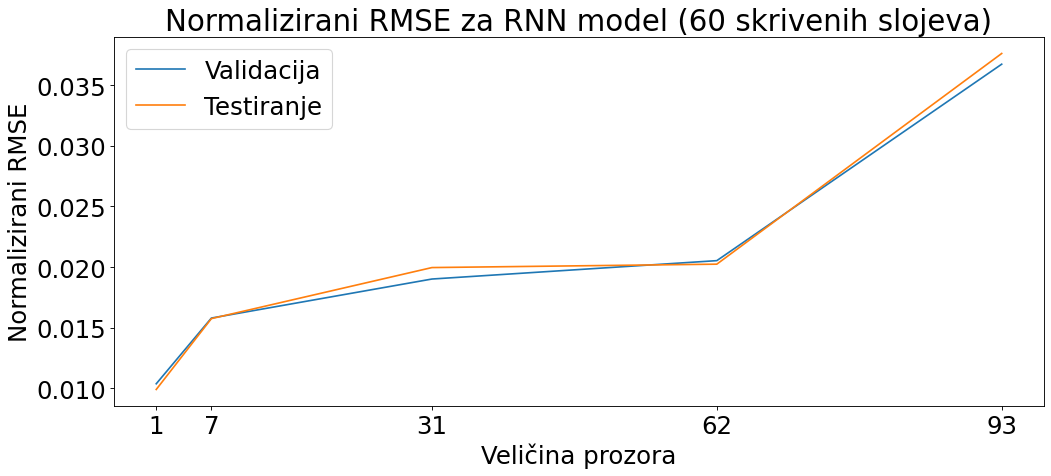 Normalizirani RMSE za RNN model (60 skrivenih slojeva)
Validacija
Testiranje
Normalizirani RMSE
0.035
0.030
0.025
0.020
0.015
0.010
1 7 31 62 93
Veličina prozora